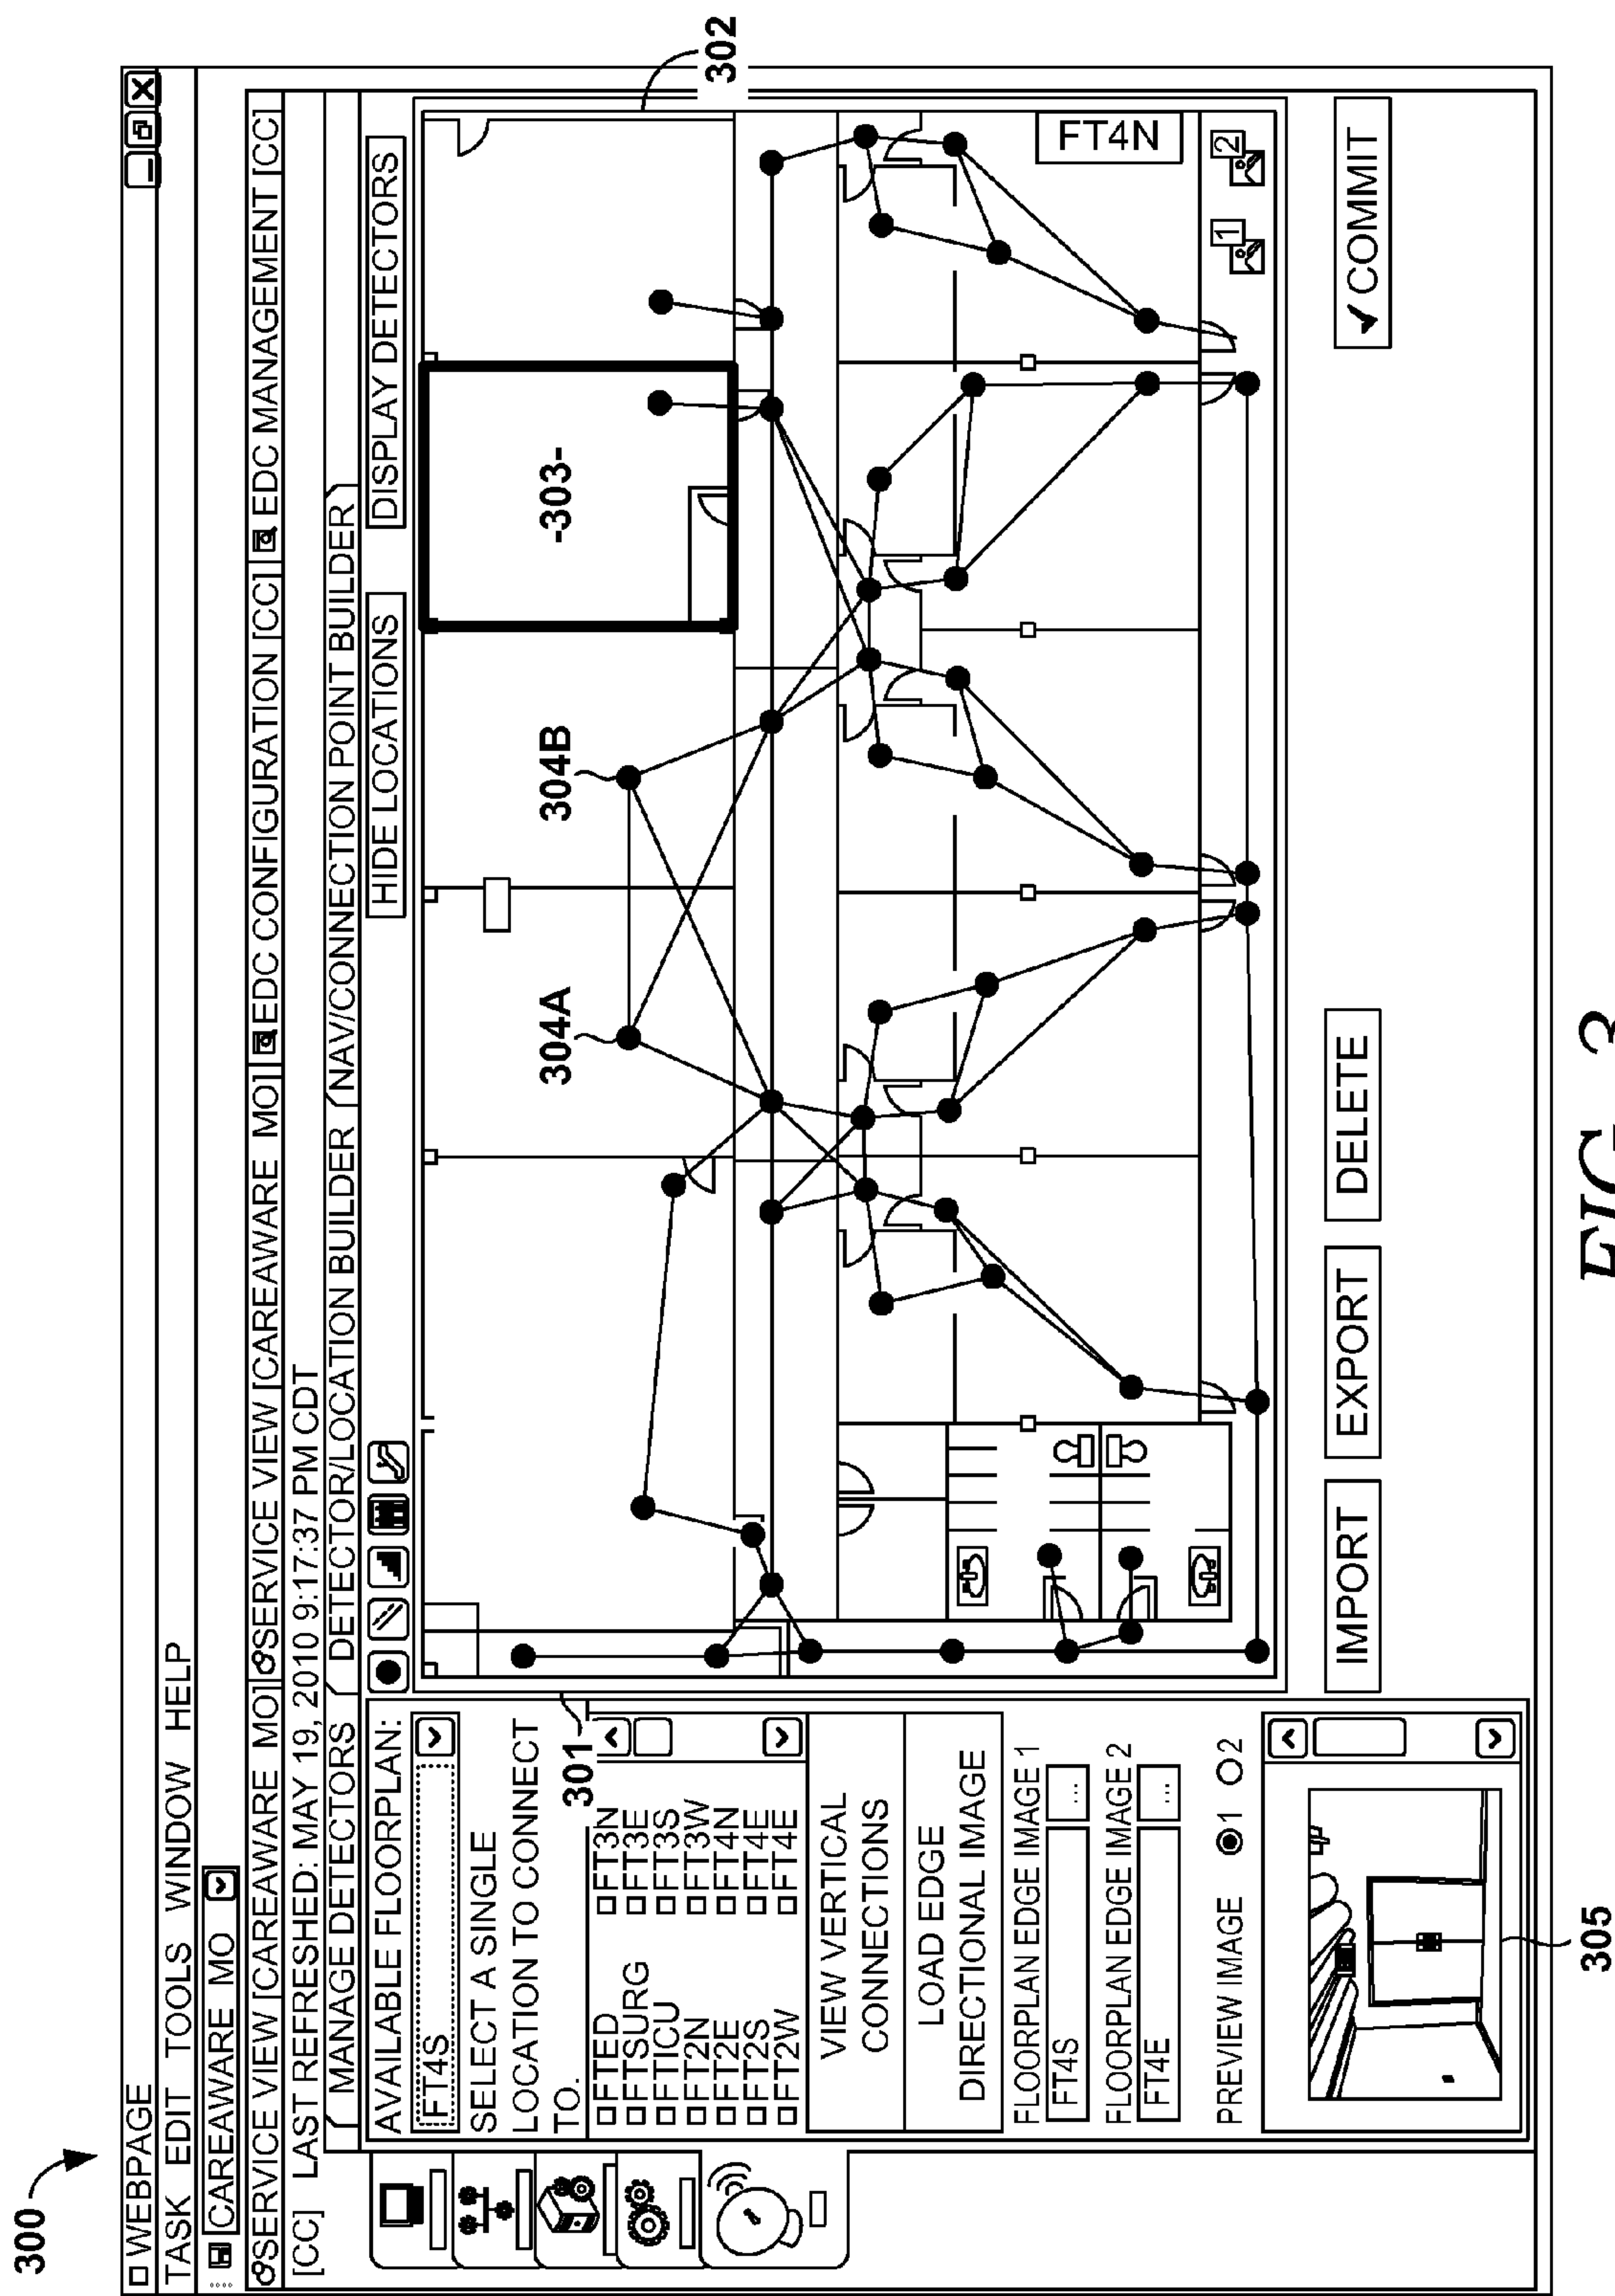 300
WEBPAGE
TASK EDIT TOOLS WINDOW HELP
CAREAWARE MO
SERVICE VIEW [CAREAWARE MO] SERVICE VIEW [CAREAWARE MO] EDC CONFIGURATION [CC] EDC MANAGEMENT [CC]
[CC] LAST REFRESHED: MAY 19, 2010 9:17:37 PM CDT
MANAGE DETECTORS DETECTOR/LOCATION BUILDER NAV/CONNECTION POINT BUILDER
AVAILABLE FLOORPLAN:
FT4S
HIDE LOCATIONS DISPLAY DETECTORS
302
SELECT A SINGLE
LOCATION TO CONNECT
TO.
301
FTED FT3N
FTSURG FT3E
FTICU FT3S
FT2N FT3W
FT2E FT4N
FT2S FT4E
FT2W FT4E
VIEW VERTICAL
CONNECTIONS
LOAD EDGE
DIRECTIONAL IMAGE
FLOORPLAN EDGE IMAGE 1
FT4S ...
FLOORPLAN EDGE IMAGE 2
FT4E ...
PREVIEW IMAGE 1 2
305
304A
304B
-303-
FT4N
1 2
IMPORT EXPORT DELETE
COMMIT
FIG. 3